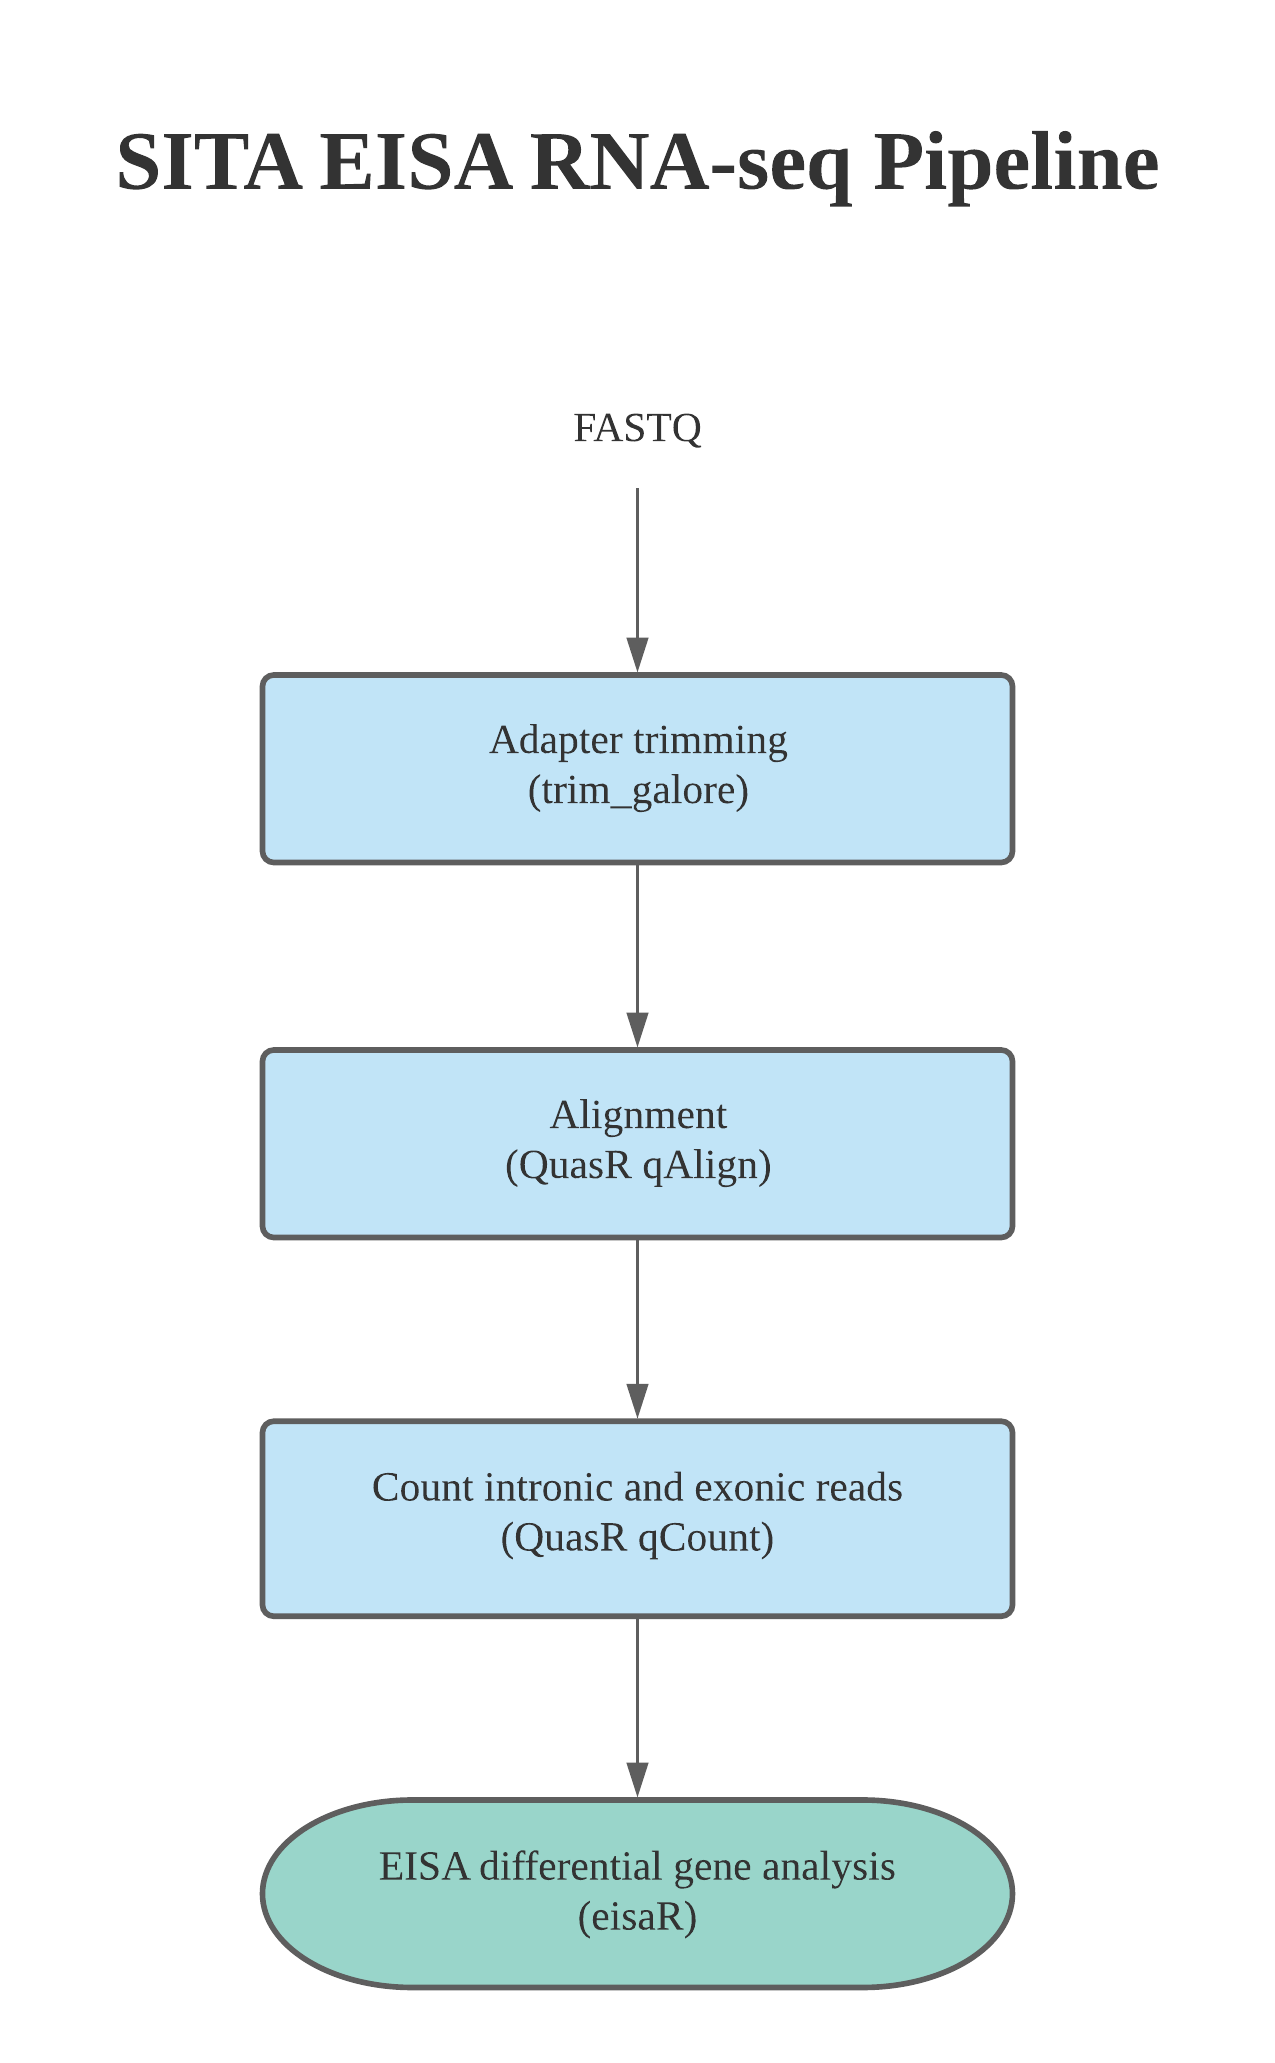 SITA EISA RNA-seq Pipeline
FASTQ
Adapter trimming
(trim_galore)
Alignment
(QuasR qAlign)
Count intronic and exonic reads
(QuasR qCount)
EISA differential gene analysis
(eisaR)